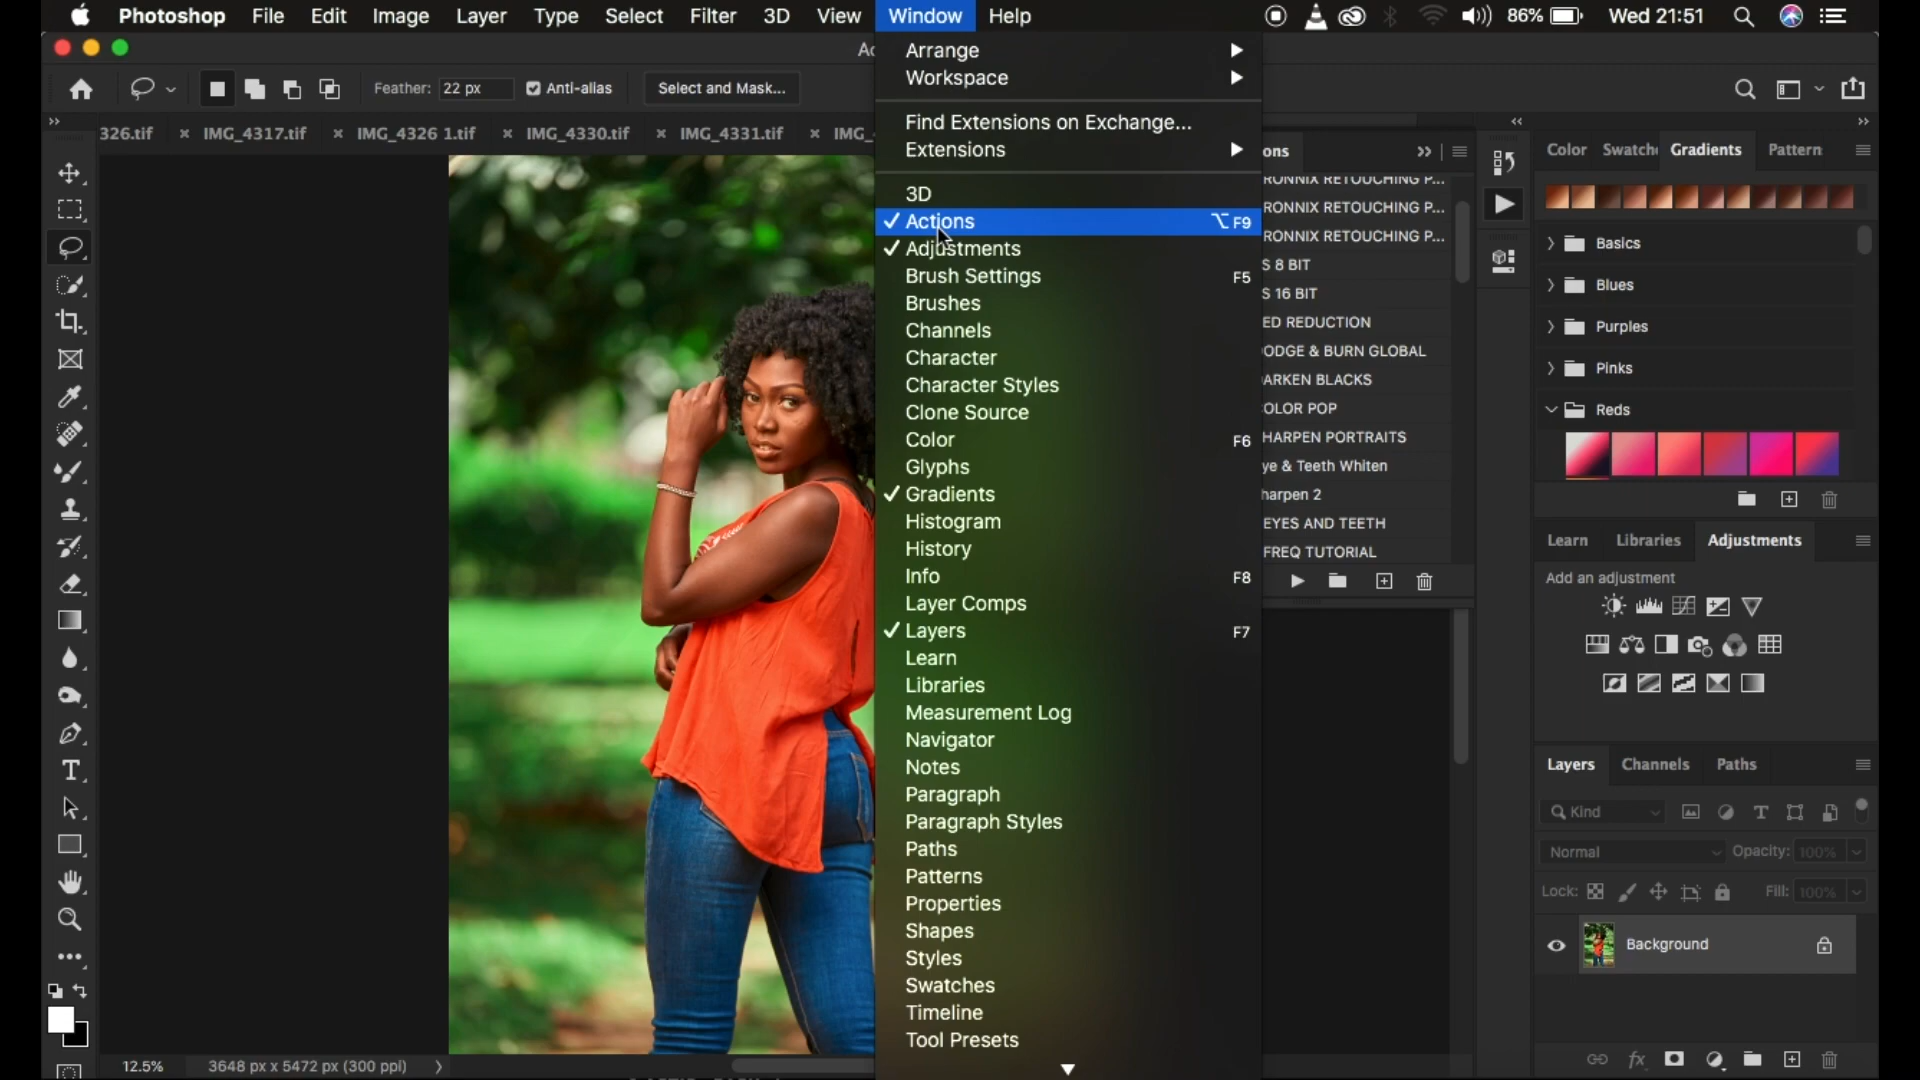 Photoshop File Edit Image Layer Type Select Filter 3D View Window Help 86% Wed 21:51
Feather: 22 px Anti-alias Select and Mask...
326.tif × IMG_4317.tif × IMG_4326 1.tif × IMG_4330.tif × IMG_4331.tif × IMG_
Arrange
Workspace
Find Extensions on Exchange...
Extensions
3D
Actions ⌥F9
Adjustments
Brush Settings F5
Brushes
Channels
Character
Character Styles
Clone Source
Color F6
Glyphs
Gradients
Histogram
History
Info F8
Layer Comps
Layers F7
Learn
Libraries
Measurement Log
Navigator
Notes
Paragraph
Paragraph Styles
Paths
Patterns
Properties
Shapes
Styles
Swatches
Timeline
Tool Presets
ons
RONNIX RETOUCHING P...
RONNIX RETOUCHING P...
RONNIX RETOUCHING P...
S 8 BIT
S 16 BIT
ED REDUCTION
ODGE & BURN GLOBAL
ARKEN BLACKS
OLOR POP
HARPEN PORTRAITS
ye & Teeth Whiten
harpen 2
EYES AND TEETH
FREQ TUTORIAL
Color Swatche Gradients Pattern
Basics
Blues
Purples
Pinks
Reds
Learn Libraries Adjustments
Add an adjustment
Layers Channels Paths
Kind
Normal Opacity: 100%
Lock: Fill: 100%
Background
12.5% 3648 px x 5472 px (300 ppi)